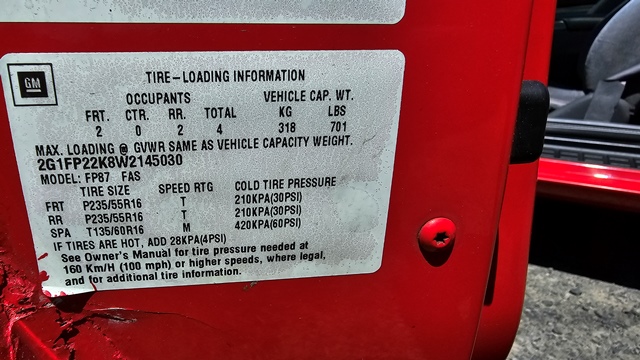 GM
TIRE-LOADING INFORMATION
OCCUPANTS VEHICLE CAP. WT.
FRT. CTR. RR. TOTAL KG LBS
2 0 2 4 318 701
MAX. LOADING @ GVWR SAME AS VEHICLE CAPACITY WEIGHT.
2G1FP22K8W2145030
MODEL: FP87 FAS
TIRE SIZE SPEED RTG COLD TIRE PRESSURE
FRT P235/55R16 T 210KPA(30PSI)
RR P235/55R16 T 210KPA(30PSI)
SPA T135/60R16 M 420KPA(60PSI)
IF TIRES ARE HOT, ADD 28KPA(4PSI)
See Owner's Manual for tire pressure needed at
160 Km/H (100 mph) or higher speeds, where legal,
and for additional tire information.